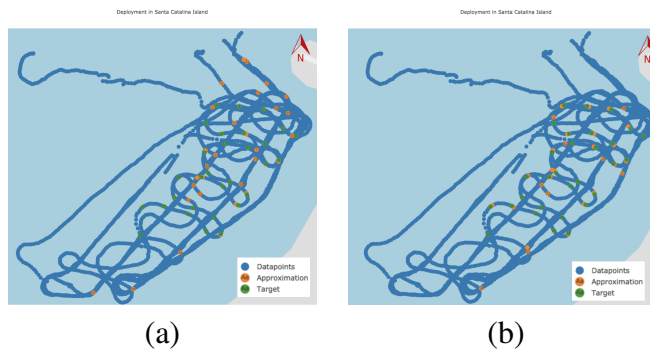 Deployment in Santa Catalina Island
N
Datapoints
Approximation
Target
(a)
Deployment in Santa Catalina Island
N
Datapoints
Approximation
Target
(b)